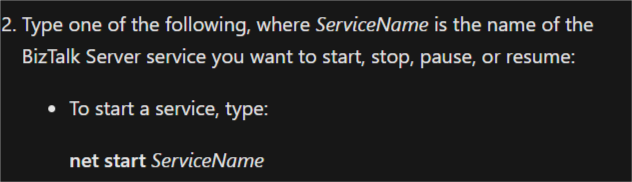 2. Type one of the following, where ServiceName is the name of the
BizTalk Server service you want to start, stop, pause, or resume:
• To start a service, type:
net start ServiceName